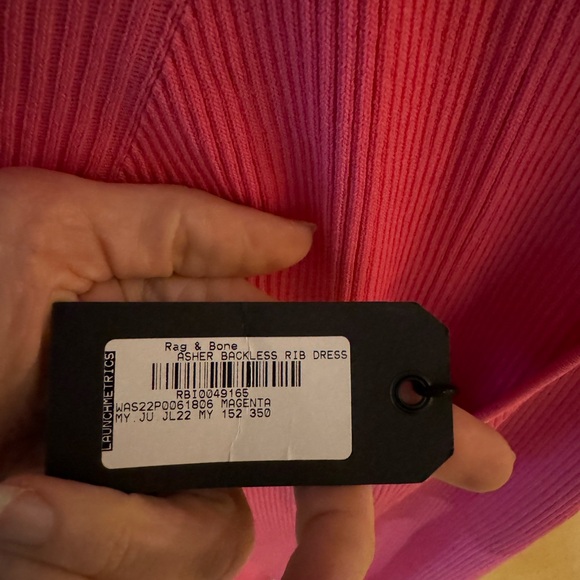 LAUNCHMETRICS
Rag & Bone
ASHER BACKLESS RIB DRESS
RBI0049165
WAS22P0061806 MAGENTA
MY.JU JL22 MY 152 350